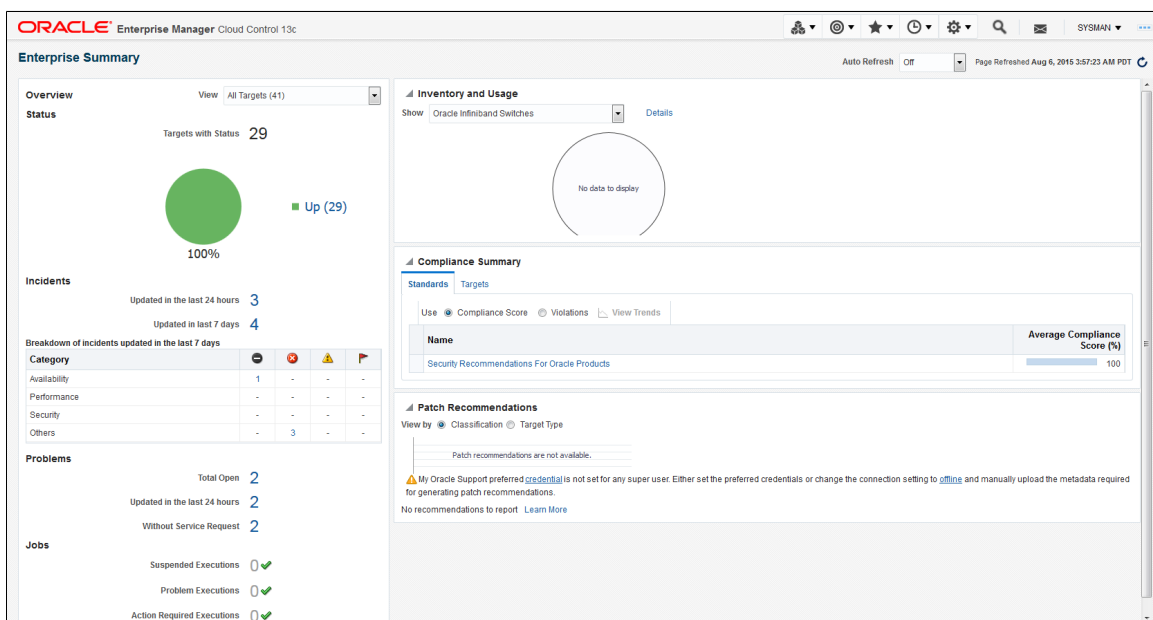 ORACLE® Enterprise Manager Cloud Control 13c
SYSMAN
Enterprise Summary
Auto Refresh Off Page Refreshed Aug 6, 2015 3:57:23 AM PDT
Overview View All Targets (41)
Status
Targets with Status 29
Up (29)
100%
Incidents
Updated in the last 24 hours 3
Updated in last 7 days 4
Breakdown of incidents updated in the last 7 days
Category
Availability 1 - - -
Performance - - - -
Security - - - -
Others - 3 - -
Problems
Total Open 2
Updated in the last 24 hours 2
Without Service Request 2
Jobs
Suspended Executions 0
Problem Executions 0
Action Required Executions 0
Inventory and Usage
Show Oracle Infiniband Switches Details
No data to display
Compliance Summary
Standards Targets
Use Compliance Score Violations View Trends
Name Average Compliance
Score (%)
Security Recommendations For Oracle Products 100
Patch Recommendations
View by Classification Target Type
Patch recommendations are not available.
My Oracle Support preferred credential is not set for any super user. Either set the preferred credentials or change the connection setting to offline and manually upload the metadata required
for generating patch recommendations.
No recommendations to report Learn More